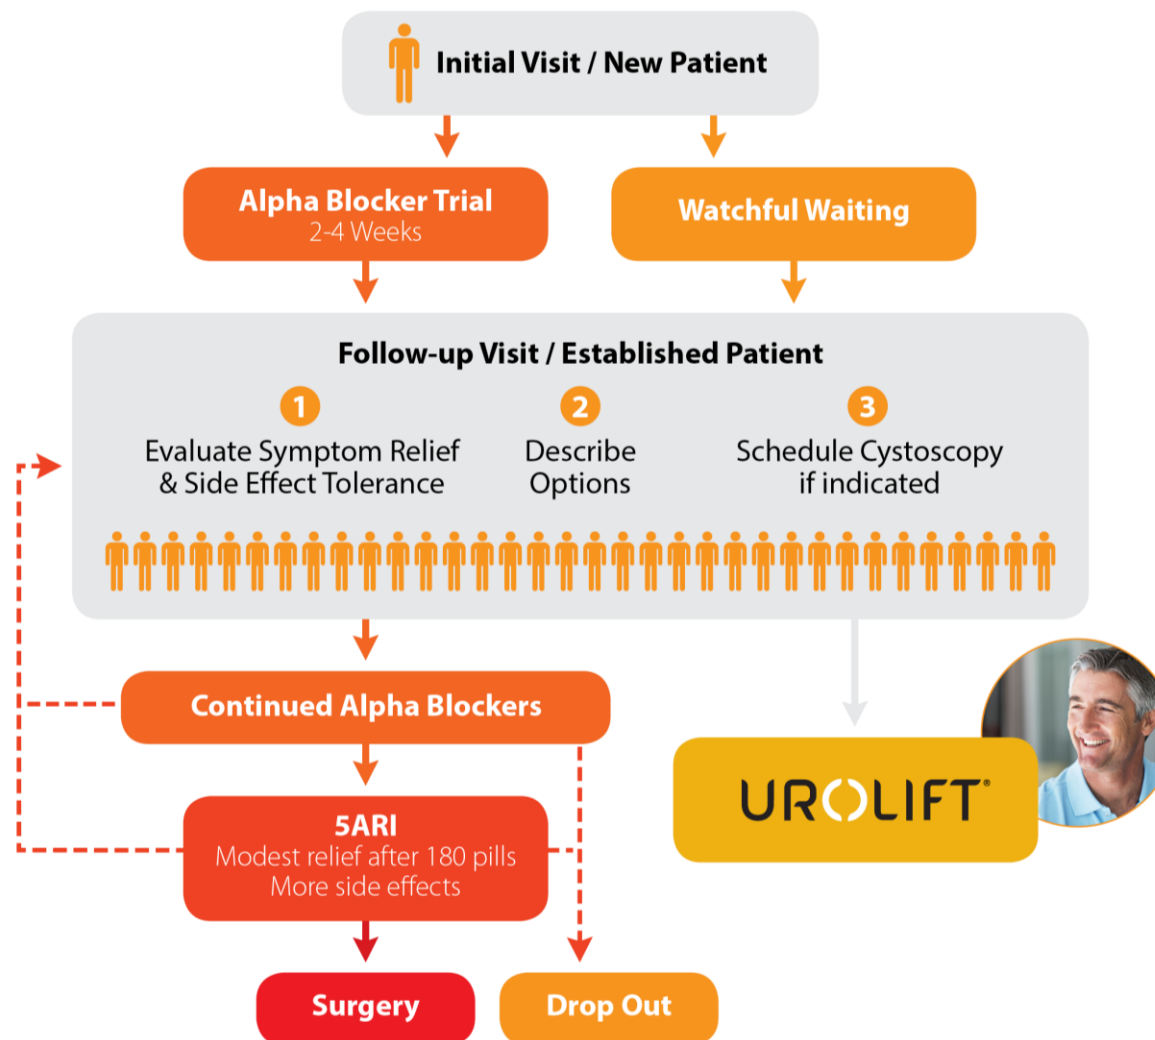 Initial Visit / New Patient
Alpha Blocker Trial
2-4 Weeks
Watchful Waiting
Follow-up Visit / Established Patient
1
Evaluate Symptom Relief
& Side Effect Tolerance
2
Describe
Options
3
Schedule Cystoscopy
if indicated
Continued Alpha Blockers
UROLIFT®
5ARI
Modest relief after 180 pills
More side effects
Surgery
Drop Out